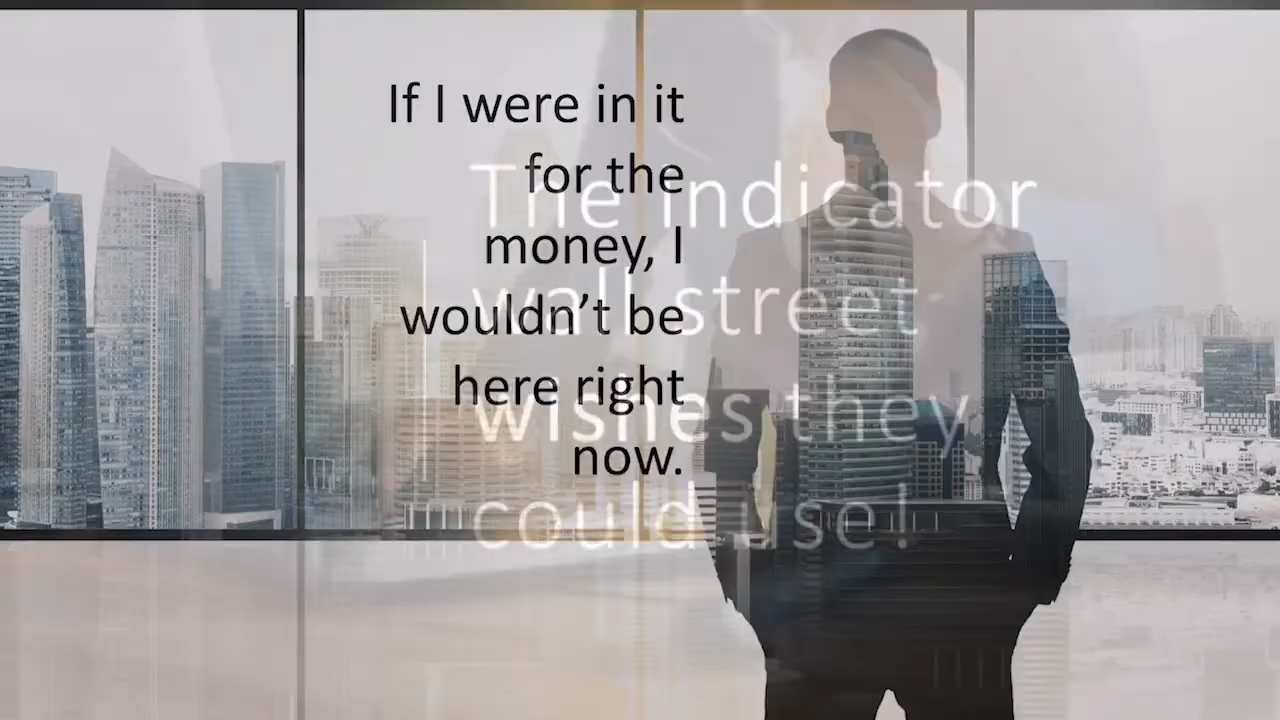 If I were in it
for the
money, I
wouldn’t be
here right
now.
The indicator
wall street
wishes they
could use!